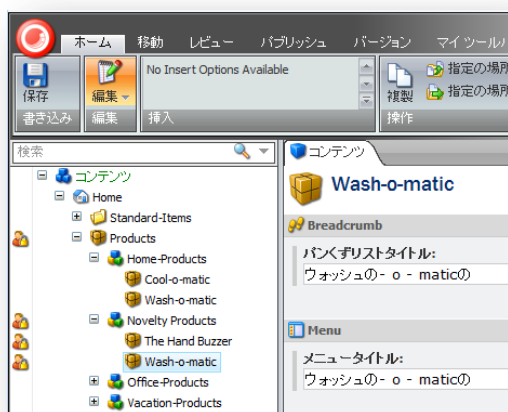 ホーム 移動 レビュー パブリッシュ バージョン マイツールバ
No Insert Options Available
保存 編集 複製 指定の場所
指定の場所
書き込み 編集 挿入 操作
検索
コンテンツ
Home
Standard-Items
Products
Home-Products
Cool-o-matic
Wash-o-matic
Novelty Products
The Hand Buzzer
Wash-o-matic
Office-Products
Vacation-Products
コンテンツ
Wash-o-matic
Breadcrumb
パンくずリストタイトル:
ウォッシュの- o - maticの
Menu
メニュータイトル:
ウォッシュの- o - maticの